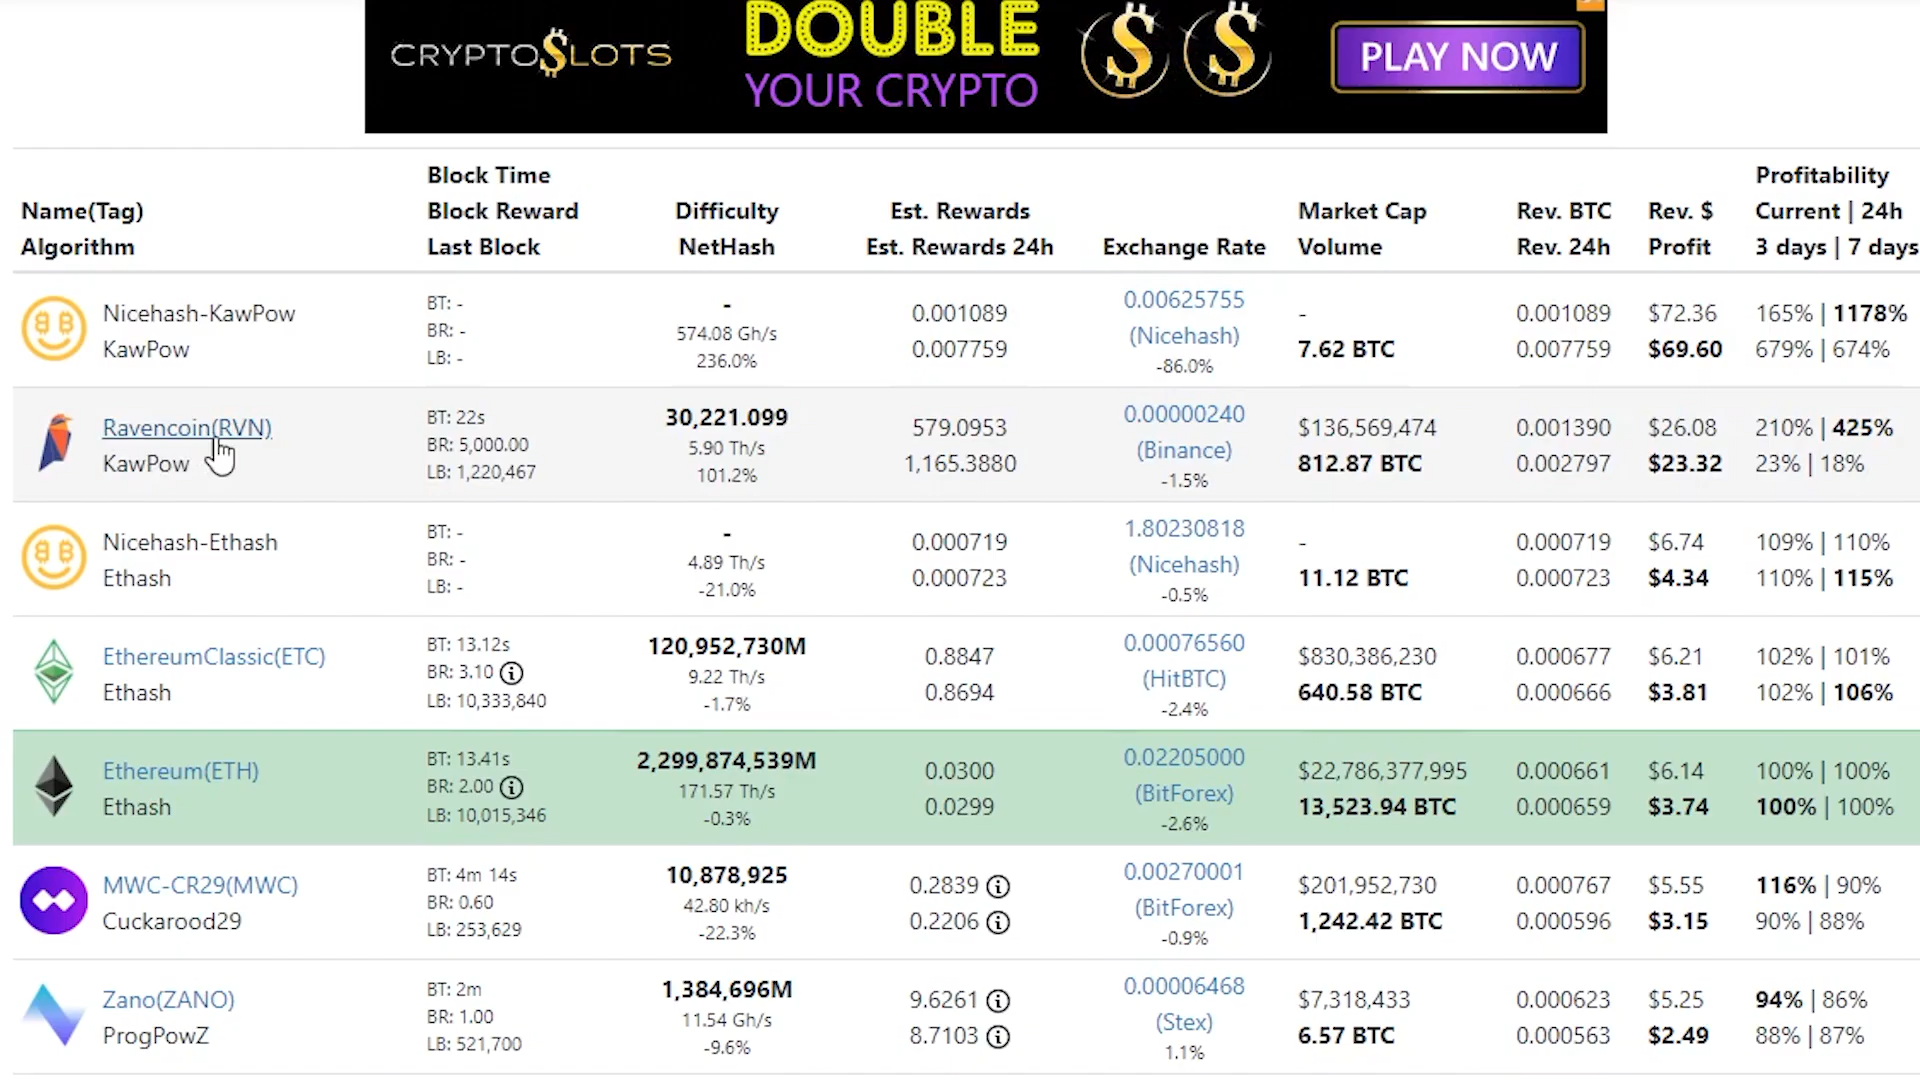 CRYPTO$LOTS
DOUBLE
YOUR CRYPTO
PLAY NOW
Name(Tag)
Algorithm
Block Time
Block Reward
Last Block
Difficulty
NetHash
Est. Rewards
Est. Rewards 24h
Exchange Rate
Market Cap
Volume
Rev. BTC
Rev. 24h
Rev. $
Profit
Profitability
Current | 24h
3 days | 7 days
Nicehash-KawPow
KawPow
BT: -
BR: -
LB: -
-
574.08 Gh/s
236.0%
0.001089
0.007759
0.00625755
(Nicehash)
-86.0%
-
7.62 BTC
0.001089
0.007759
$72.36
$69.60
165% | 1178%
679% | 674%
Ravencoin(RVN)
KawPow
BT: 22s
BR: 5,000.00
LB: 1,220,467
30,221.099
5.90 Th/s
101.2%
579.0953
1,165.3880
0.00000240
(Binance)
-1.5%
$136,569,474
812.87 BTC
0.001390
0.002797
$26.08
$23.32
210% | 425%
23% | 18%
Nicehash-Ethash
Ethash
BT: -
BR: -
LB: -
-
4.89 Th/s
-21.0%
0.000719
0.000723
1.80230818
(Nicehash)
-0.5%
-
11.12 BTC
0.000719
0.000723
$6.74
$4.34
109% | 110%
110% | 115%
EthereumClassic(ETC)
Ethash
BT: 13.12s
BR: 3.10
LB: 10,333,840
120,952,730M
9.22 Th/s
-1.7%
0.8847
0.8694
0.00076560
(HitBTC)
-2.4%
$830,386,230
640.58 BTC
0.000677
0.000666
$6.21
$3.81
102% | 101%
102% | 106%
Ethereum(ETH)
Ethash
BT: 13.41s
BR: 2.00
LB: 10,015,346
2,299,874,539M
171.57 Th/s
-0.3%
0.0300
0.0299
0.02205000
(BitForex)
-2.6%
$22,786,377,995
13,523.94 BTC
0.000661
0.000659
$6.14
$3.74
100% | 100%
100% | 100%
MWC-CR29(MWC)
Cuckarood29
BT: 4m 14s
BR: 0.60
LB: 253,629
10,878,925
42.80 kh/s
-22.3%
0.2839
0.2206
0.00270001
(BitForex)
-0.9%
$201,952,730
1,242.42 BTC
0.000767
0.000596
$5.55
$3.15
116% | 90%
90% | 88%
Zano(ZANO)
ProgPowZ
BT: 2m
BR: 1.00
LB: 521,700
1,384,696M
11.54 Gh/s
-9.6%
9.6261
8.7103
0.00006468
(Stex)
1.1%
$7,318,433
6.57 BTC
0.000623
0.000563
$5.25
$2.49
94% | 86%
88% | 87%